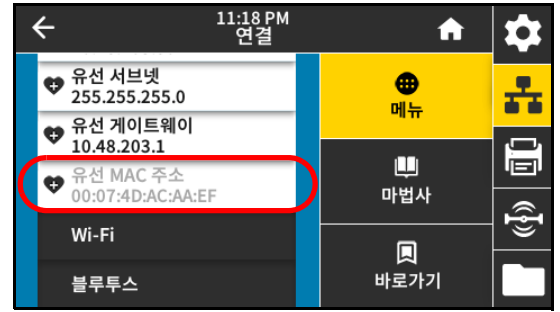 11:18 PM
연결
유선 서브넷
255.255.255.0
유선 게이트웨이
10.48.203.1
유선 MAC 주소
00:07:4D:AC:AA:EF
Wi-Fi
블루투스
메뉴
마법사
바로가기